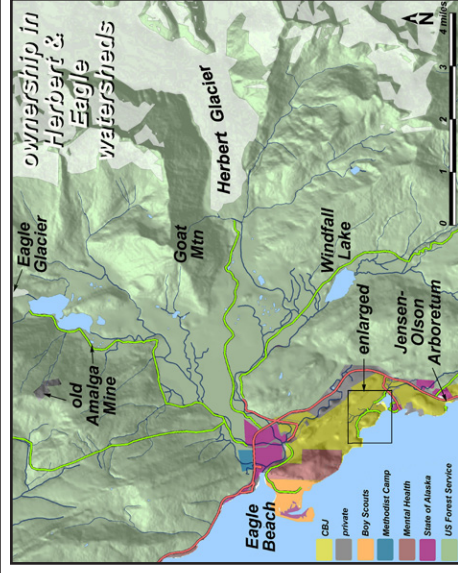 ownership in
Herbert &
Eagle
watersheds
N
0 1 2 3 4 miles
Eagle
Glacier
old
Amalga
Mine
Goat
Mtn
Herbert Glacier
Windfall
Lake
Eagle
Beach
enlarged
Jensen-
Olson
Arboretum
CBJ
private
Boy Scouts
Methodist Camp
Mental Health
State of Alaska
US Forest Service